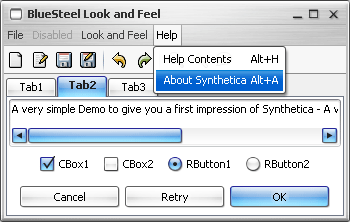 BlueSteel Look and Feel
File Disabled Look and Feel Help
Help Contents Alt+H
About Synthetica Alt+A
Tab1 Tab2 Tab3
A very simple Demo to give you a first impression of Synthetica - A v
CBox1 CBox2 RButton1 RButton2
Cancel Retry OK